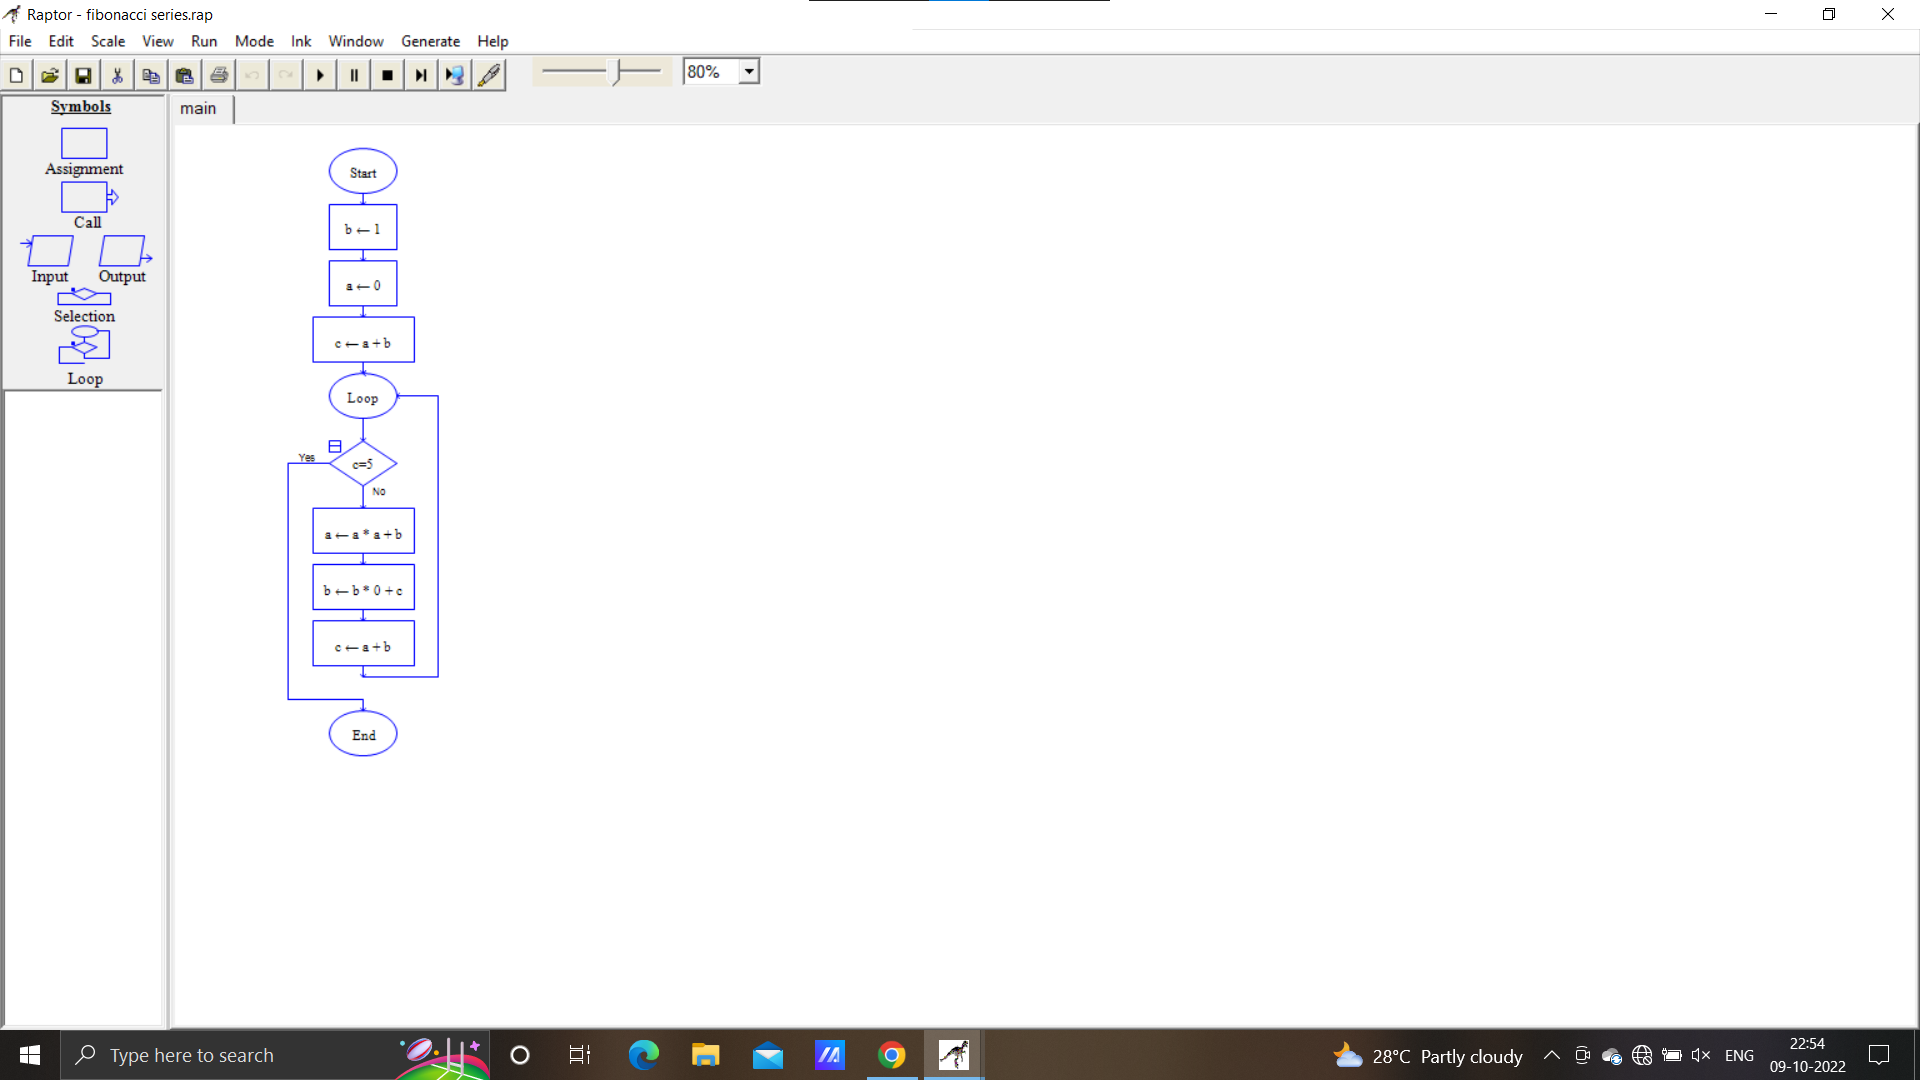 Raptor - fibonacci series.rap
File Edit Scale View Run Mode Ink Window Generate Help
80%
Symbols
Assignment
Call
Input Output
Selection
Loop
main
Start
b ← 1
a ← 0
c ← a + b
Loop
Yes
c=5
No
a ← a * a + b
b ← b * 0 + c
c ← a + b
End
Type here to search
28°C Partly cloudy
ENG
22:54
09-10-2022